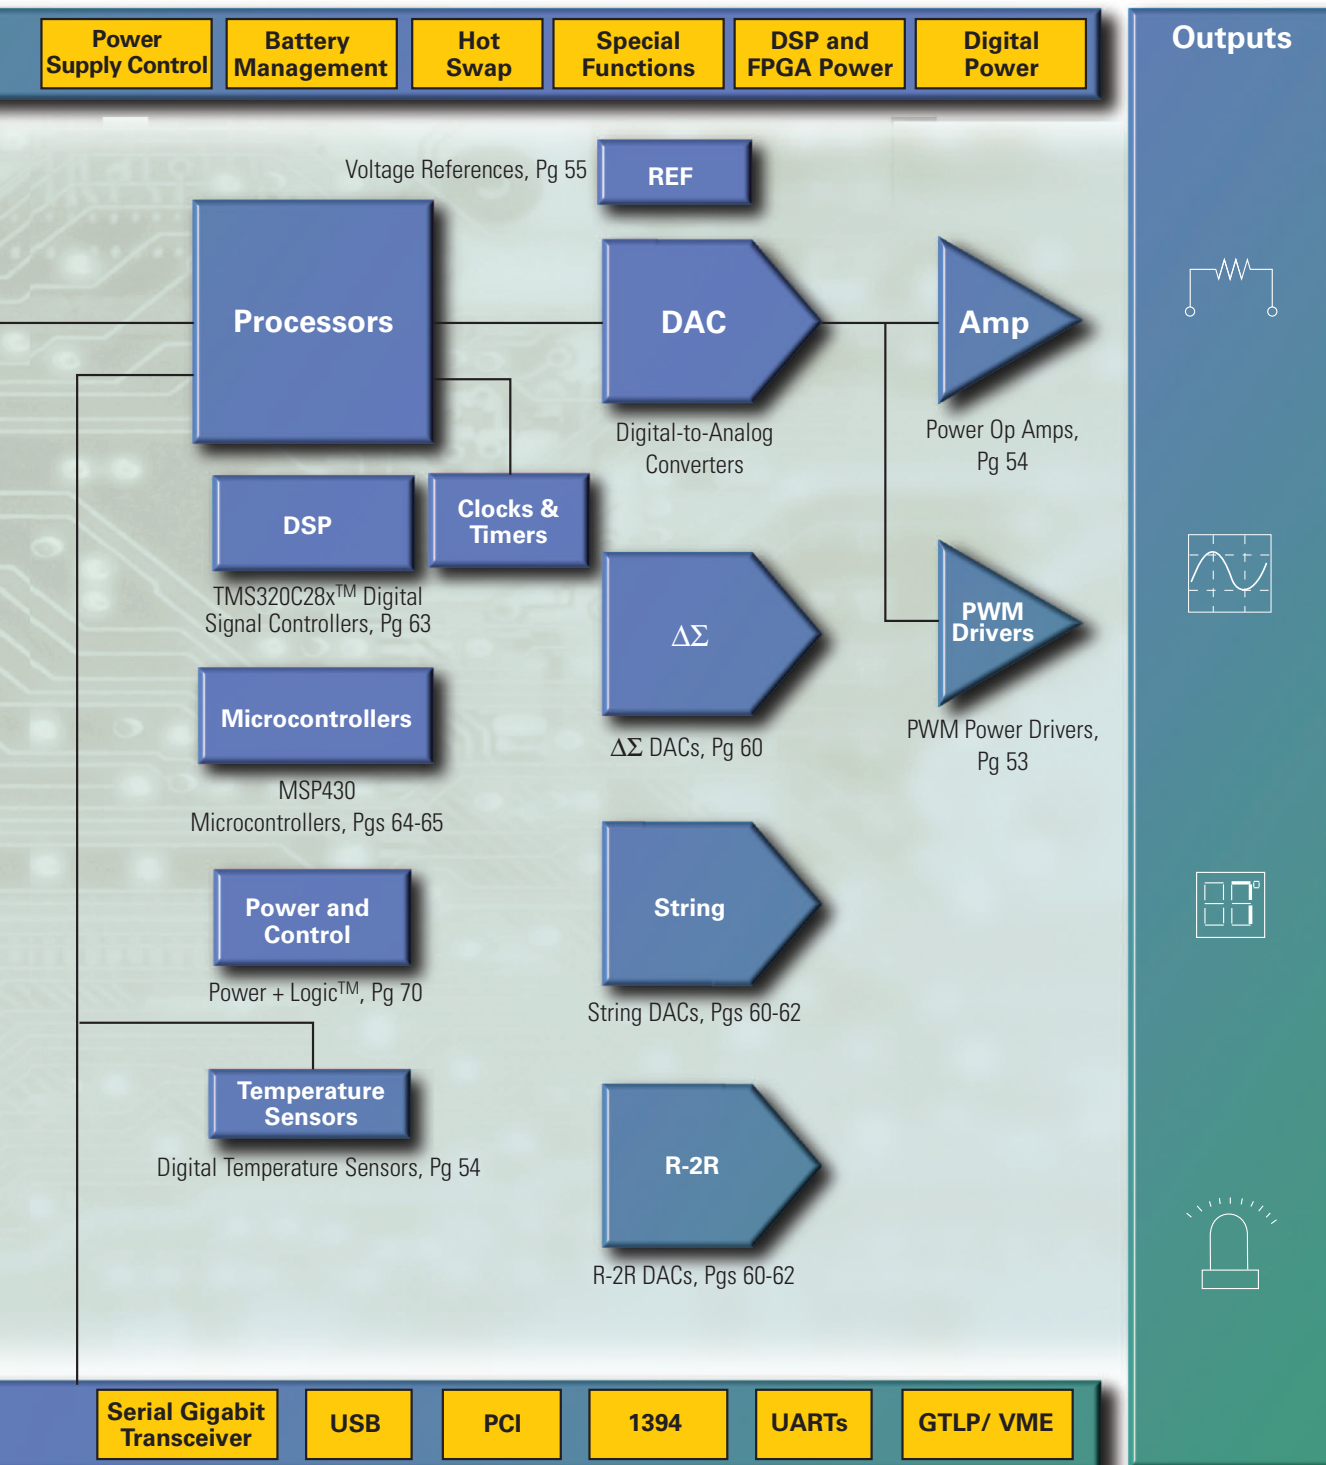 Power
Supply Control
Battery
Management
Hot
Swap
Special
Functions
DSP and
FPGA Power
Digital
Power
Outputs
Voltage References, Pg 55
REF
Processors
DAC
Amp
Digital-to-Analog
Converters
Power Op Amps,
Pg 54
DSP
Clocks &
Timers
TMS320C28x™ Digital
Signal Controllers, Pg 63
ΔΣ
PWM
Drivers
Microcontrollers
ΔΣ DACs, Pg 60
PWM Power Drivers,
Pg 53
MSP430
Microcontrollers, Pgs 64-65
Power and
Control
String
Power + Logic™, Pg 70
String DACs, Pgs 60-62
Temperature
Sensors
Digital Temperature Sensors, Pg 54
R-2R
R-2R DACs, Pgs 60-62
Serial Gigabit
Transceiver
USB
PCI
1394
UARTs
GTLP/ VME